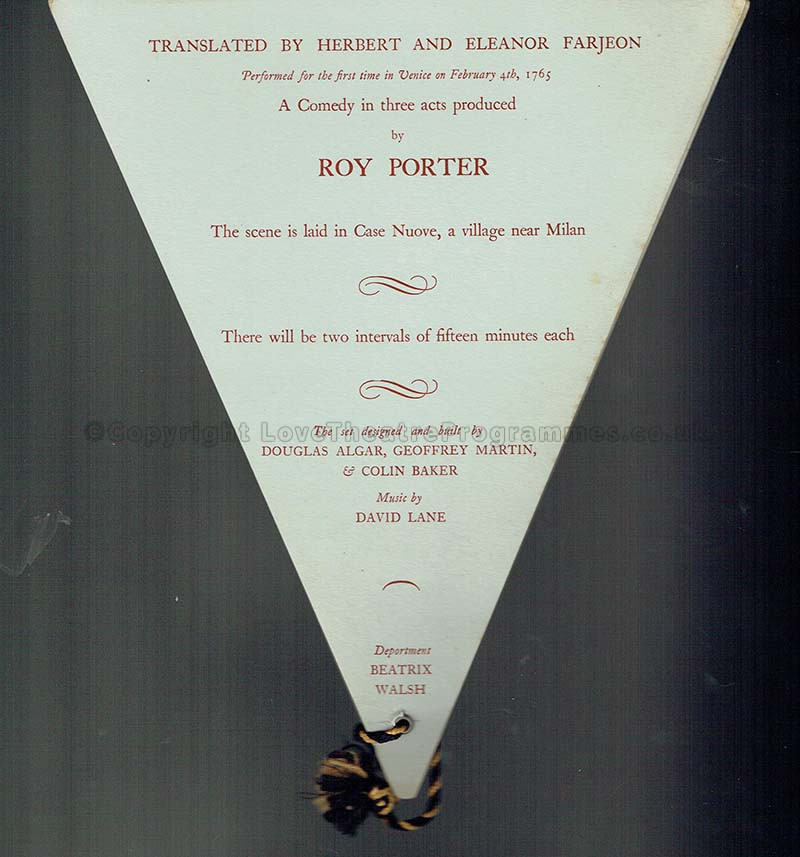 TRANSLATED BY HERBERT AND ELEANOR FARJEON
Performed for the first time in Venice on February 4th, 1765
A Comedy in three acts produced
by
ROY PORTER
The scene is laid in Case Nuove, a village near Milan
There will be two intervals of fifteen minutes each
©Copyright LoveTheatreProgrammes.co.uk
The set designed and built by
DOUGLAS ALGAR, GEOFFREY MARTIN,
& COLIN BAKER
Music by
DAVID LANE
Deportment
BEATRIX
WALSH